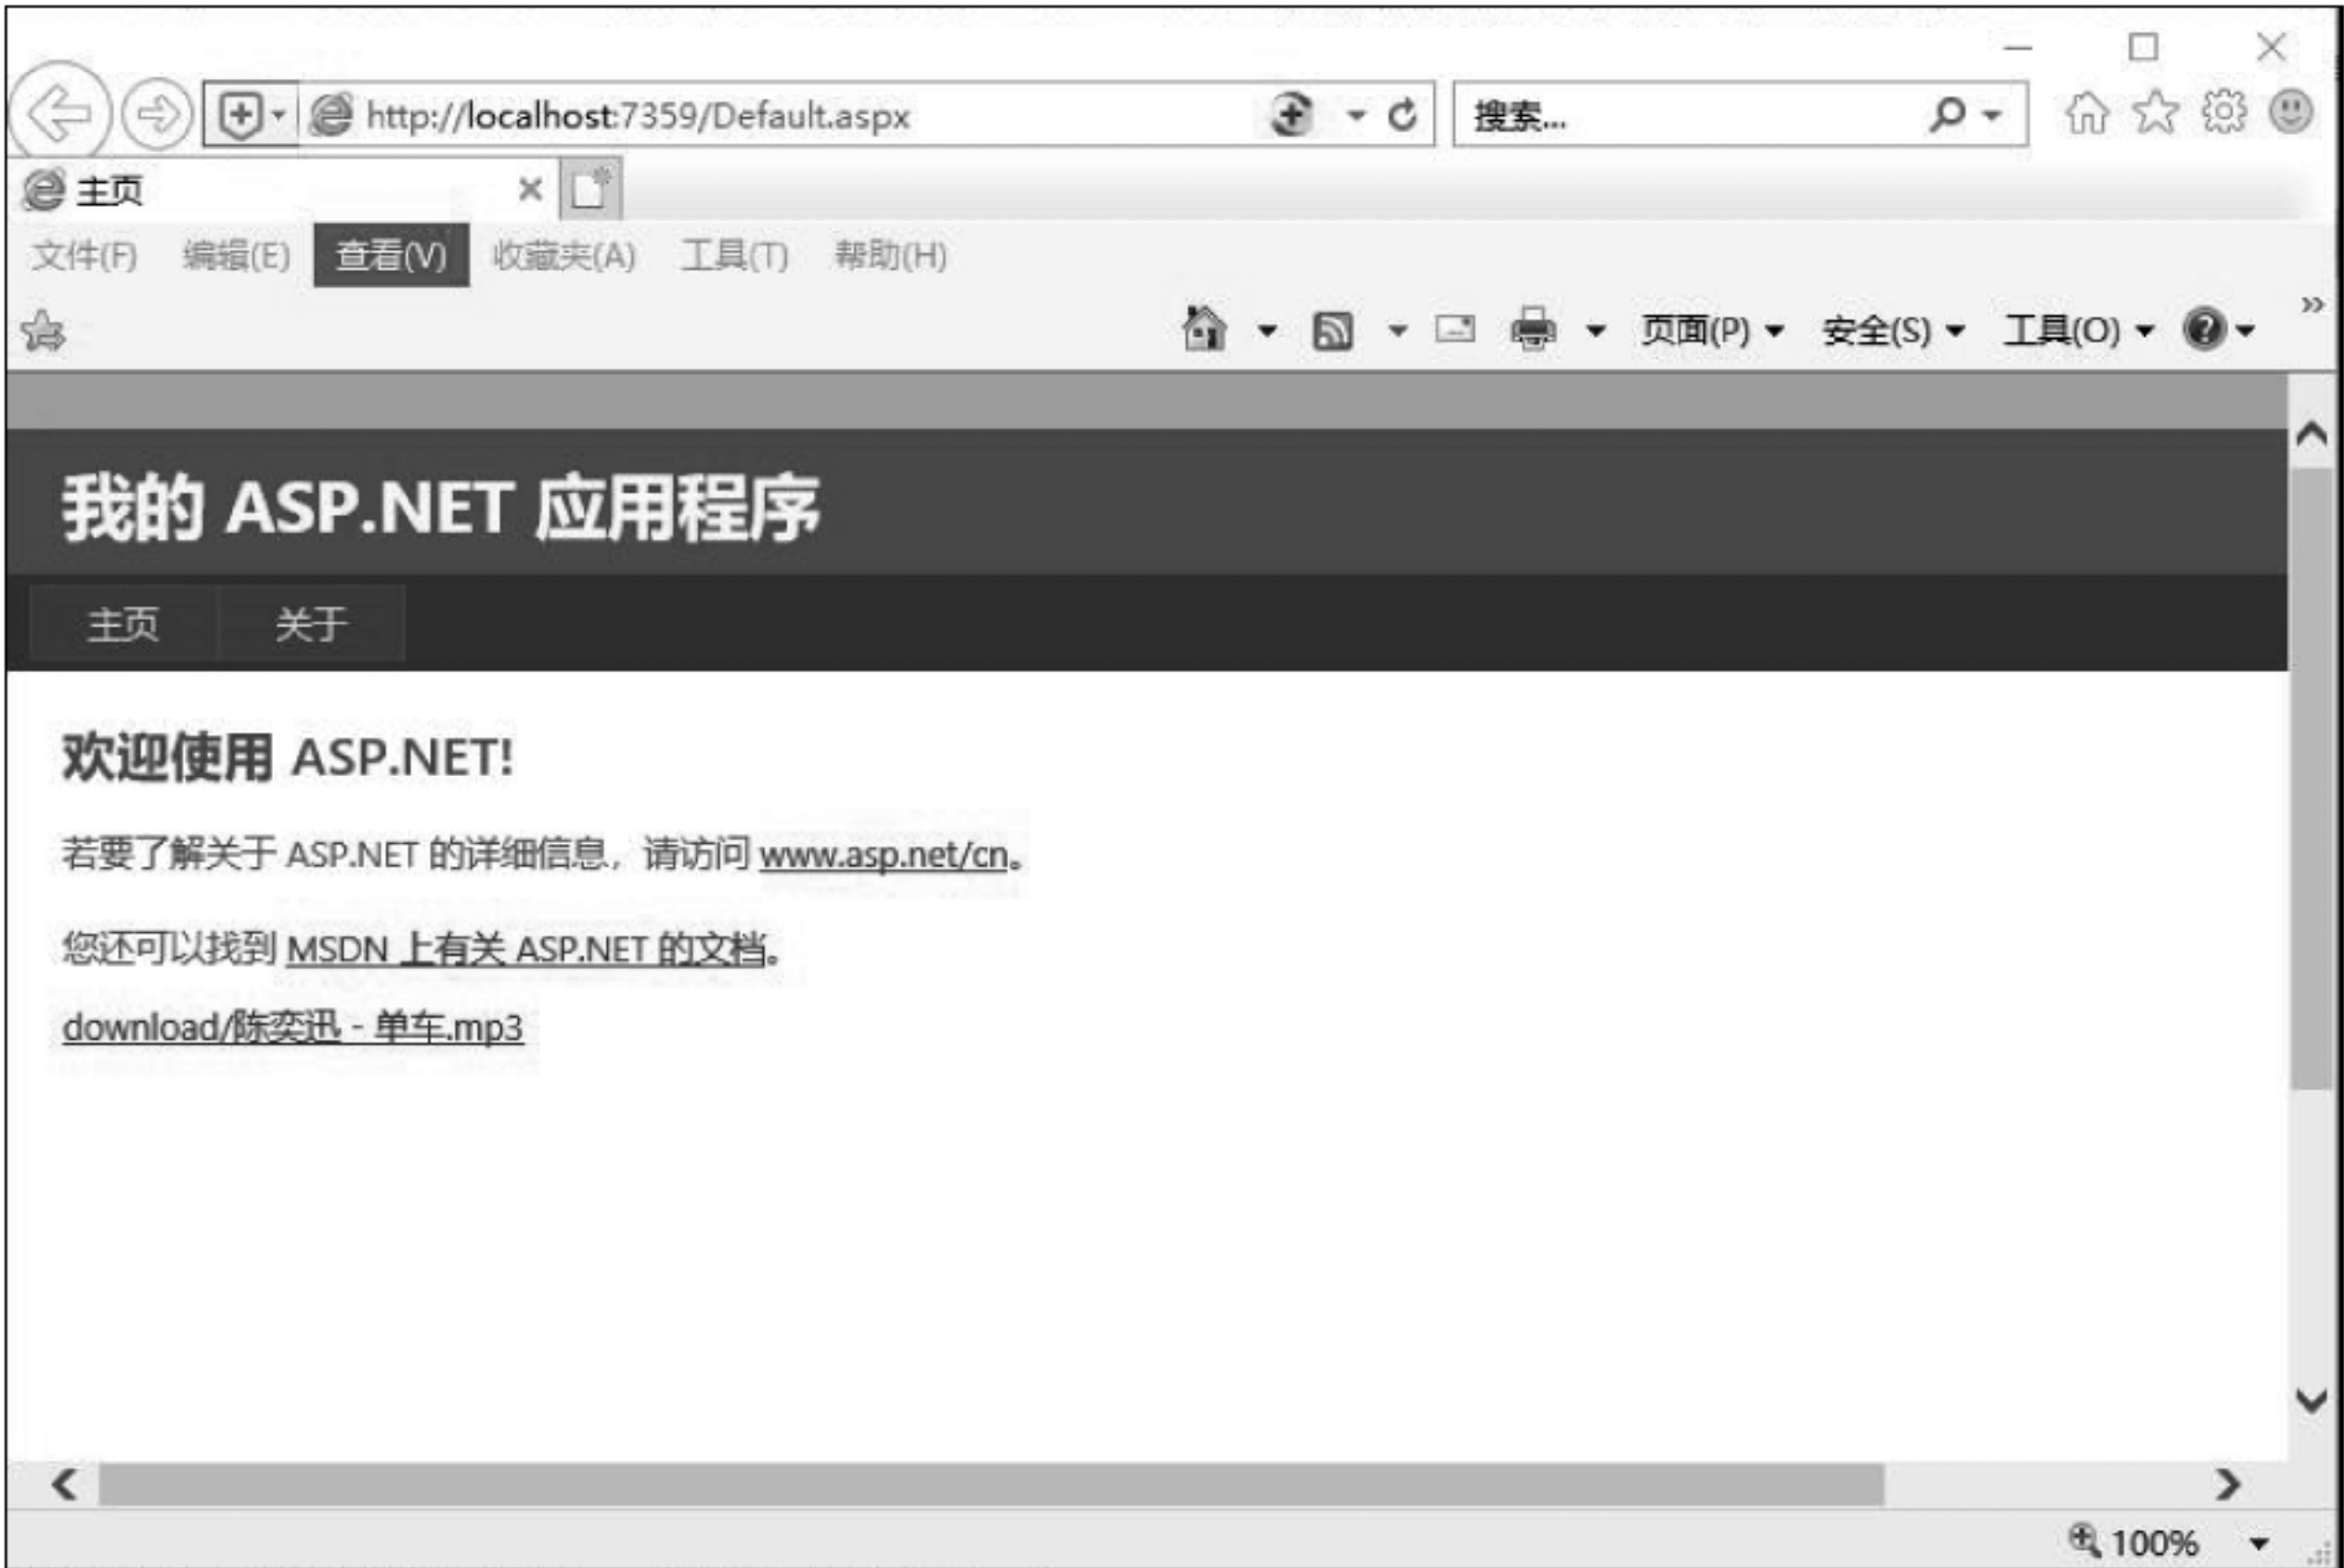 http://localhost:7359/Default.aspx 搜索...
主页
文件(F) 编辑(E) 查看(V) 收藏夹(A) 工具(T) 帮助(H)
页面(P) 安全(S) 工具(O) »
我的 ASP.NET 应用程序
主页 关于
欢迎使用 ASP.NET!
若要了解关于 ASP.NET 的详细信息，请访问 www.asp.net/cn。
您还可以找到 MSDN 上有关 ASP.NET 的文档。
download/陈奕迅 - 单车.mp3
100%